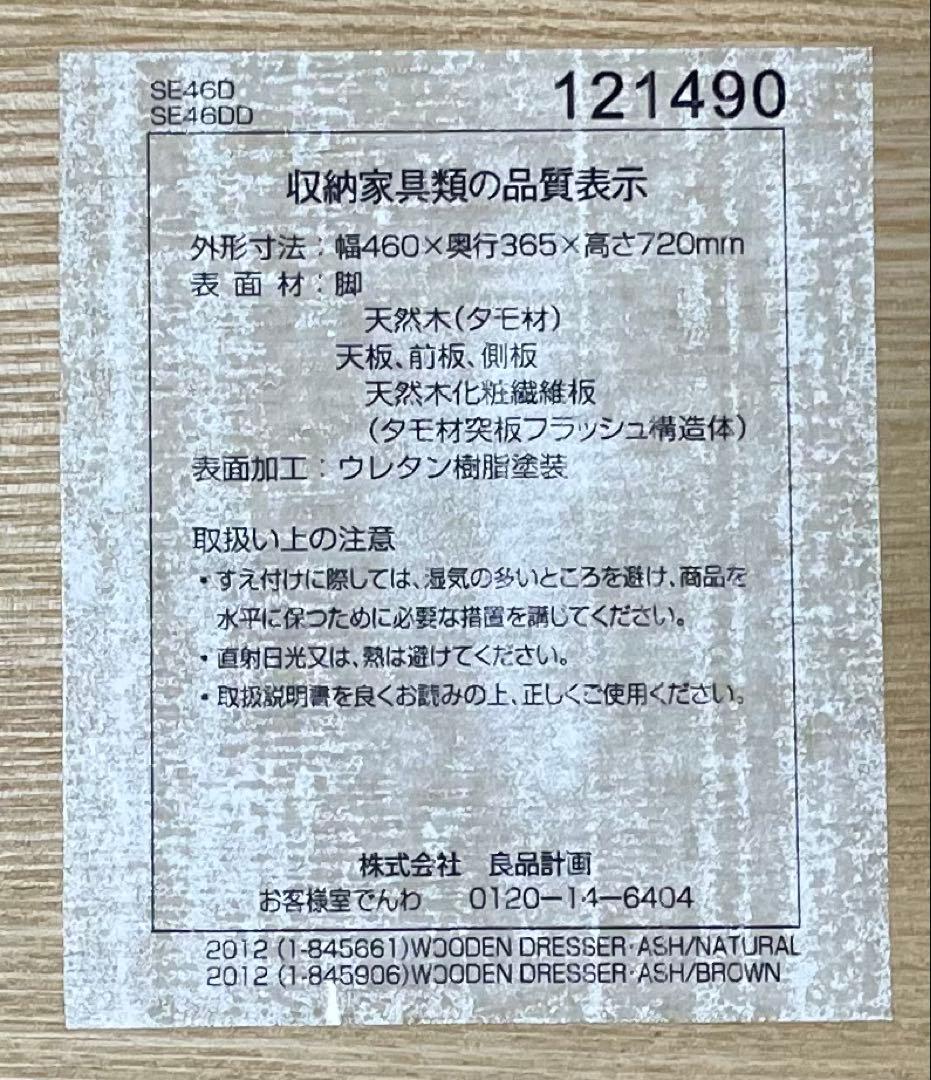 SE46D
SE46DD
121490
収納家具類の品質表示
外形寸法：幅460×奥行365×高さ720mm
表面材：脚
天然木（タモ材）
天板、前板、側板
天然木化粧繊維板
（タモ材突板フラッシュ構造体）
表面加工：ウレタン樹脂塗装
取扱い上の注意
・すえ付けに際しては、湿気の多いところを避け、商品を
水平に保つために必要な措置を講じてください。
・直射日光又は、熱は避けてください。
・取扱説明書を良くお読みの上、正しくご使用ください。
株式会社 良品計画
お客様室でんわ 0120－14－6404
2012 (1-845661)WOODEN DRESSER･ASH/NATURAL
2012 (1-845906)WOODEN DRESSER･ASH/BROWN